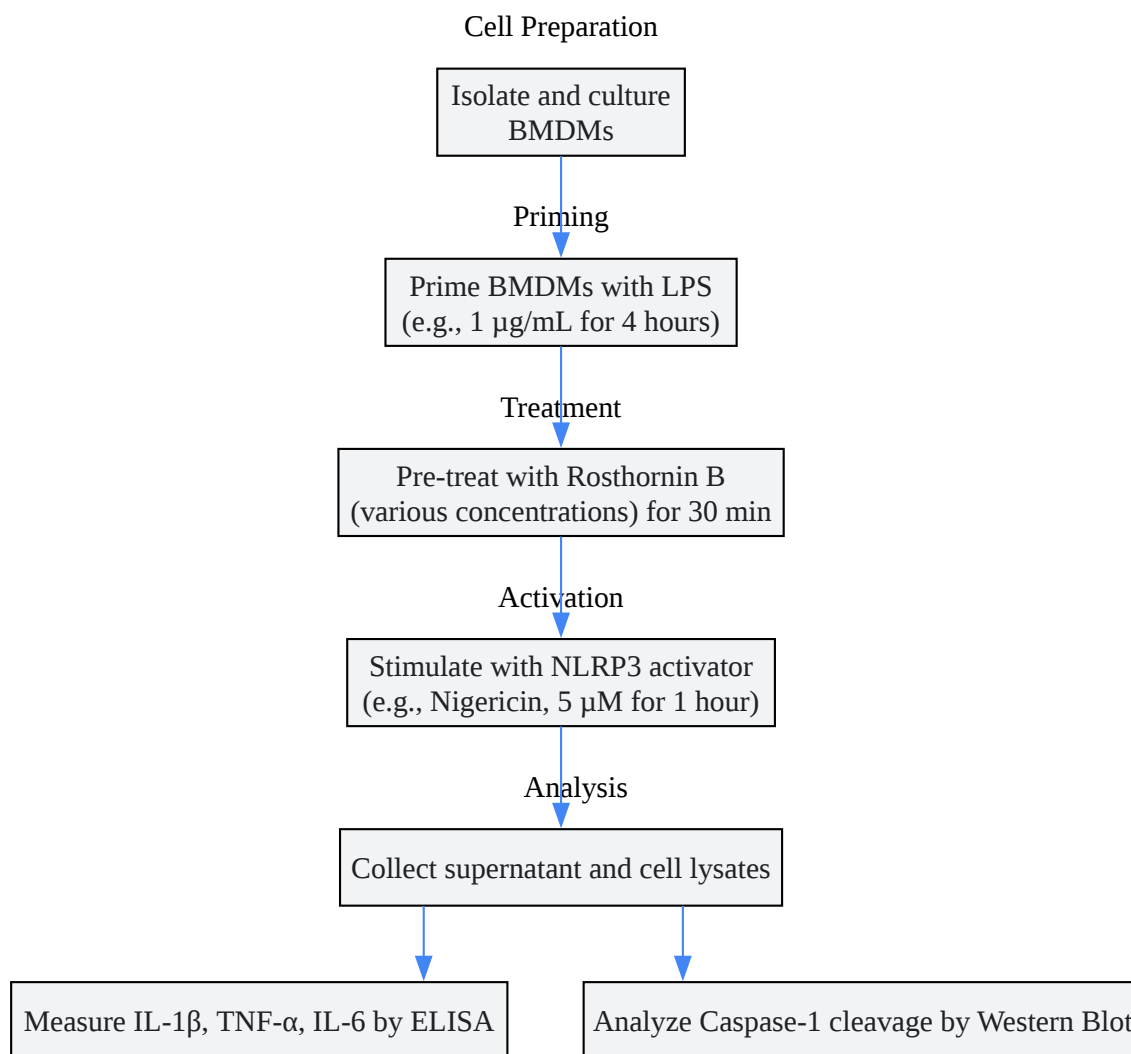 Cell Preparation
Isolate and culture
BMDMs
Priming
Prime BMDMs with LPS
(e.g., 1 µg/mL for 4 hours)
Treatment
Pre-treat with Rosthornin B
(various concentrations) for 30 min
Activation
Stimulate with NLRP3 activator
(e.g., Nigericin, 5 µM for 1 hour)
Analysis
Collect supernatant and cell lysates
Measure IL-1β, TNF-α, IL-6 by ELISA
Analyze Caspase-1 cleavage by Western Blot